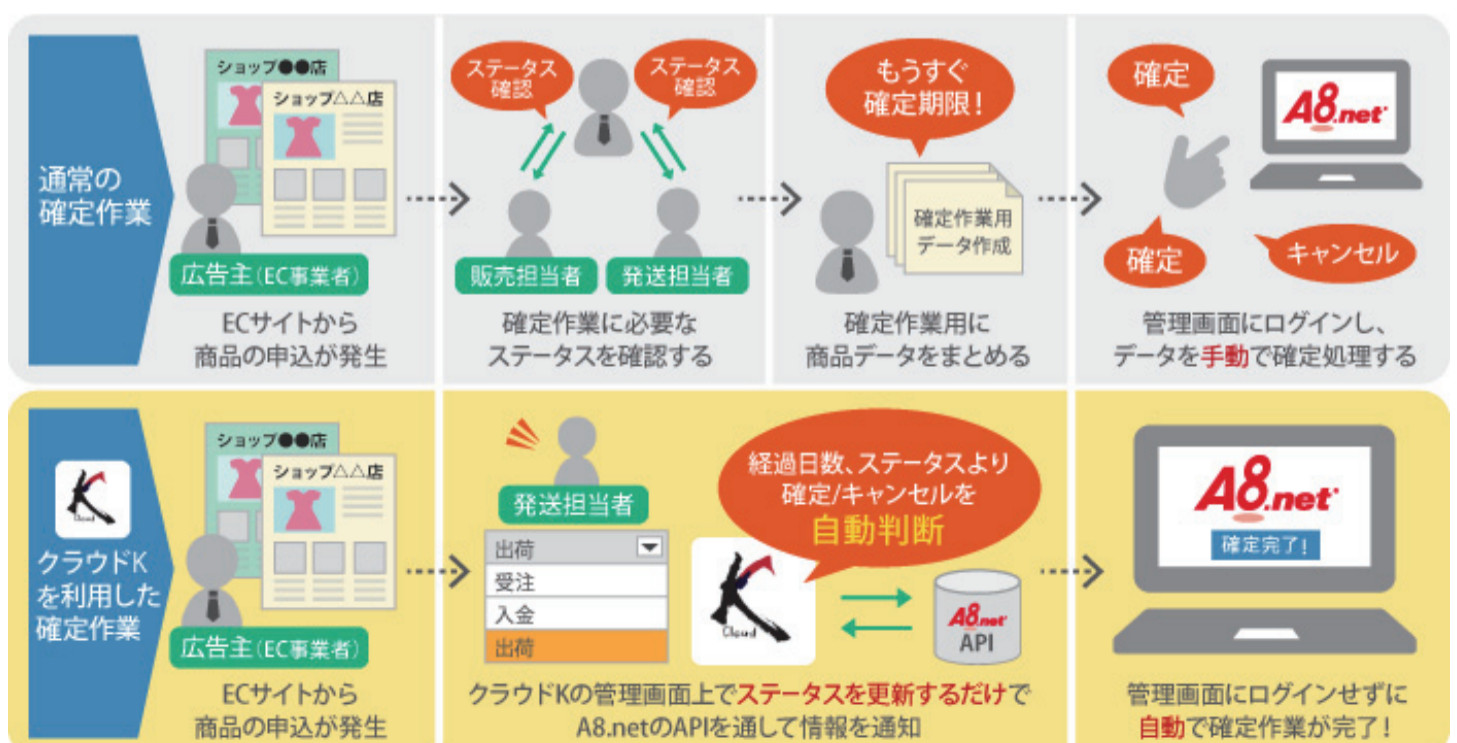 通常の
確定作業
ショップ●●店
ショップ△△店
広告主(EC事業者)
ECサイトから
商品の申込が発生
ステータス
確認
ステータス
確認
販売担当者
発送担当者
確定作業に必要な
ステータスを確認する
もうすぐ
確定期限!
確定作業用
データ作成
確定作業用に
商品データをまとめる
確定
A8.net
確定
キャンセル
管理画面にログインし、
データを手動で確定処理する
K
Cloud
クラウドK
を利用した
確定作業
ショップ●●店
ショップ△△店
広告主(EC事業者)
ECサイトから
商品の申込が発生
発送担当者
出荷
受注
入金
出荷
経過日数、ステータスより
確定/キャンセルを
自動判断
K
Cloud
A8.net
API
クラウドKの管理画面上でステータスを更新するだけで
A8.netのAPIを通して情報を通知
A8.net
確定完了!
管理画面にログインせずに
自動で確定作業が完了!